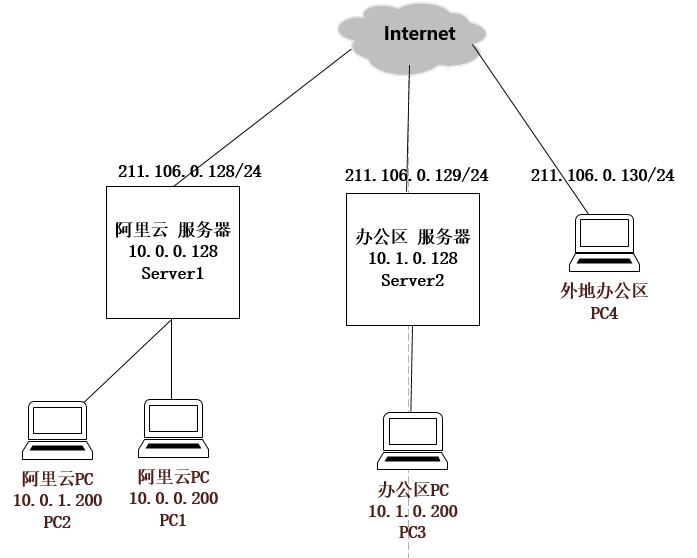 Internet
211.106.0.128/24
211.106.0.129/24
211.106.0.130/24
阿里云 服务器
10.0.0.128
Server1
办公区 服务器
10.1.0.128
Server2
外地办公区
PC4
阿里云PC
10.0.1.200
PC2
阿里云PC
10.0.0.200
PC1
办公区PC
10.1.0.200
PC3